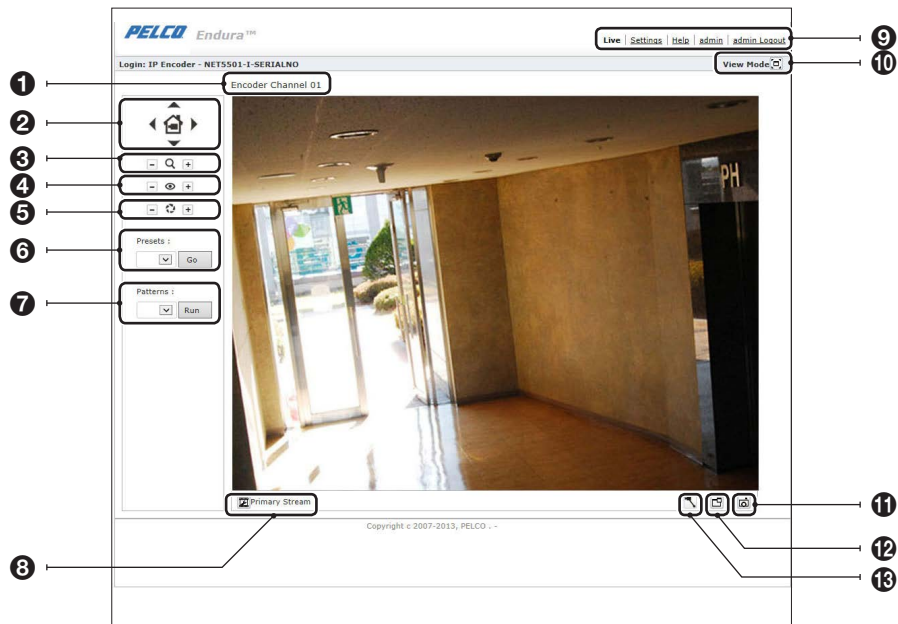 PELCO Endura™
Live | Settings | Help | admin | admin Logout
Login: IP Encoder - NET5501-I-SERIALNO
View Mode
Encoder Channel 01
Presets :
Go
Patterns :
Run
PH
Primary Stream
Copyright c 2007-2013, PELCO . -
1
2
3
4
5
6
7
8
9
10
11
12
13